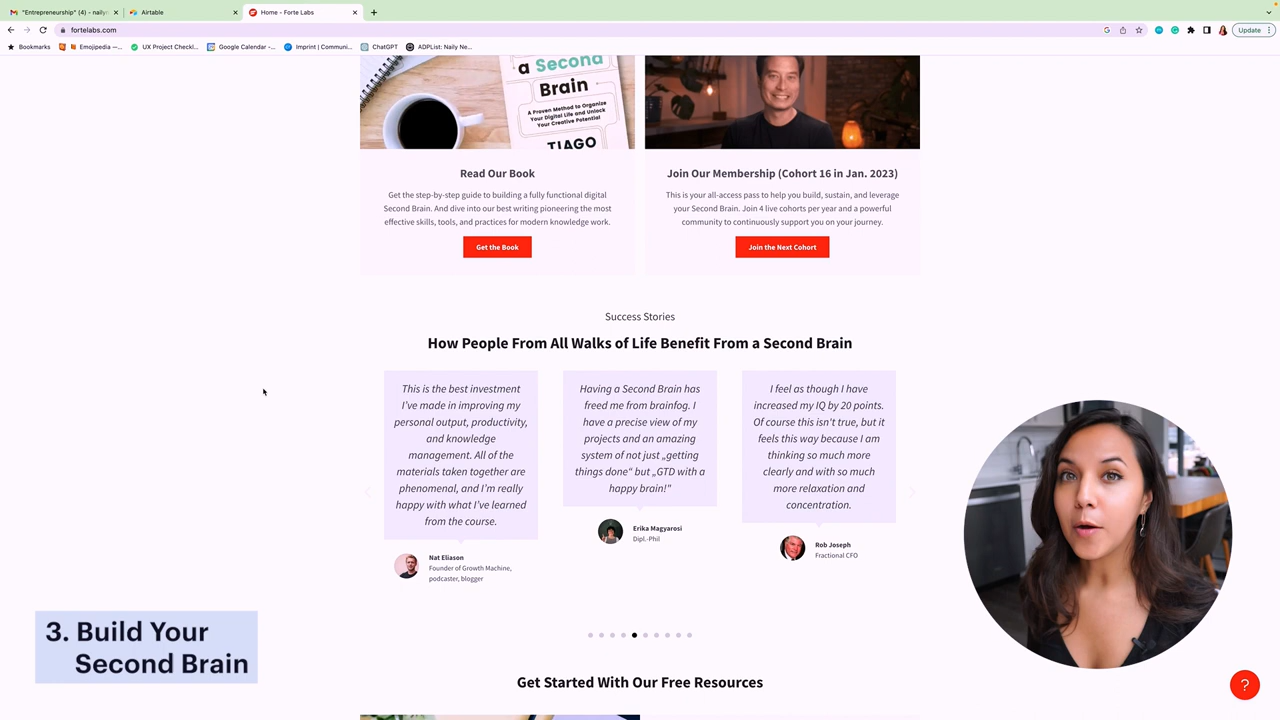 "Entrepreneurship" (4) - nailyn
Airtable
Home - Forte Labs
fortelabs.com
Update
Bookmarks
Emojipedia —...
UX Project Checkl...
Google Calendar -...
Imprint | Communi...
ChatGPT
ADPList: Naily Ne...
a Second
Brain
A Proven Method to Organize
Your Digital Life and Unlock
Your Creative Potential
TIAGO
Read Our Book
Get the step-by-step guide to building a fully functional digital
Second Brain. And dive into our best writing pioneering the most
effective skills, tools, and practices for modern knowledge work.
Get the Book
Join Our Membership (Cohort 16 in Jan. 2023)
This is your all-access pass to help you build, sustain, and leverage
your Second Brain. Join 4 live cohorts per year and a powerful
community to continuously support you on your journey.
Join the Next Cohort
Success Stories
How People From All Walks of Life Benefit From a Second Brain
This is the best investment
I've made in improving my
personal output, productivity,
and knowledge
management. All of the
materials taken together are
phenomenal, and I'm really
happy with what I've learned
from the course.
Nat Eliason
Founder of Growth Machine,
podcaster, blogger
Having a Second Brain has
freed me from brainfog. I
have a precise view of my
projects and an amazing
system of not just „getting
things done“ but „GTD with a
happy brain!"
Erika Magyarosi
Dipl.-Phil
I feel as though I have
increased my IQ by 20 points.
Of course this isn't true, but it
feels this way because I am
thinking so much more
clearly and with so much
more relaxation and
concentration.
Rob Joseph
Fractional CFO
3. Build Your
Second Brain
Get Started With Our Free Resources
?